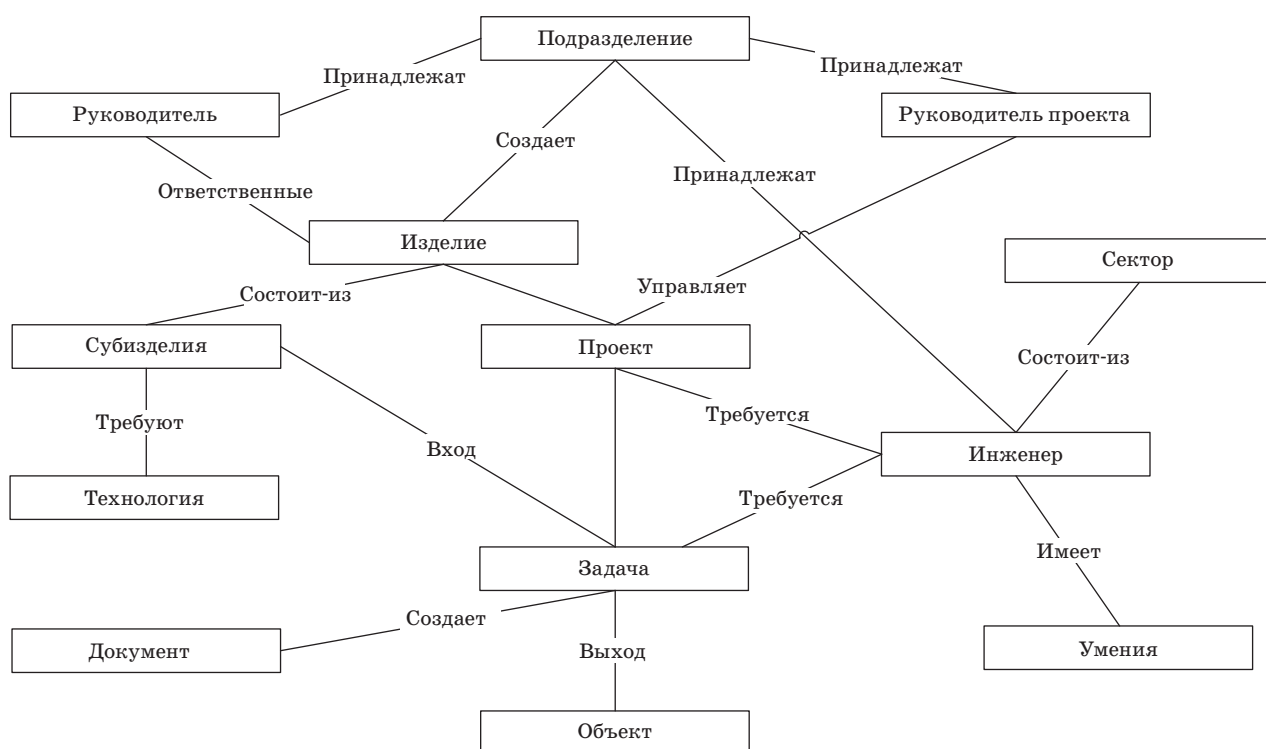 Подразделение
Принадлежат
Принадлежат
Руководитель
Руководитель проекта
Создает
Принадлежат
Ответственные
Изделие
Сектор
Состоит-из
Управляет
Субизделия
Проект
Состоит-из
Требуют
Требуется
Вход
Инженер
Технология
Требуется
Имеет
Задача
Создает
Документ
Выход
Умения
Объект